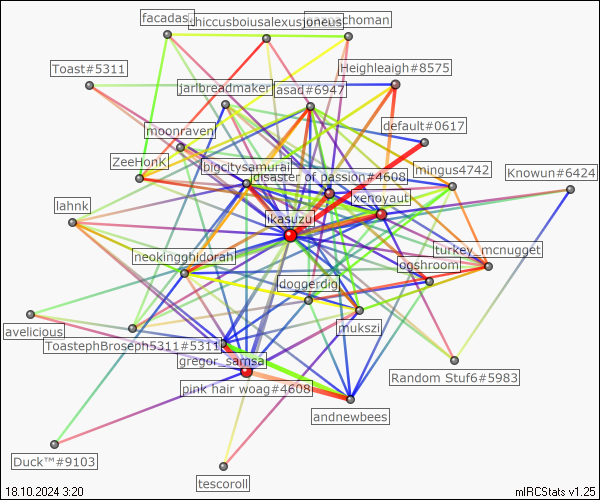 facadas
chiccusboiusalexusjoneus
choman
Toast#5311
Heighleaigh#8575
jarlbreadmaker
asad#6947
default#0617
moonraven
ZeeHonK
bigcitysamurai
disaster of passion#4608
mingus4742
Knowun#6424
xenoyaut
lahnk
ikasuzu
turkey_mcnugget
neokingghidorah
ogshroom
doggerdig
avelicious
mukszi
ToastephBroseph5311#5311
gregor_samsa
Random Stuf6#5983
pink hair woag#4608
andnewbees
Duck™#9103
tescoroll
18.10.2024 3:20
mIRCStats v1.25